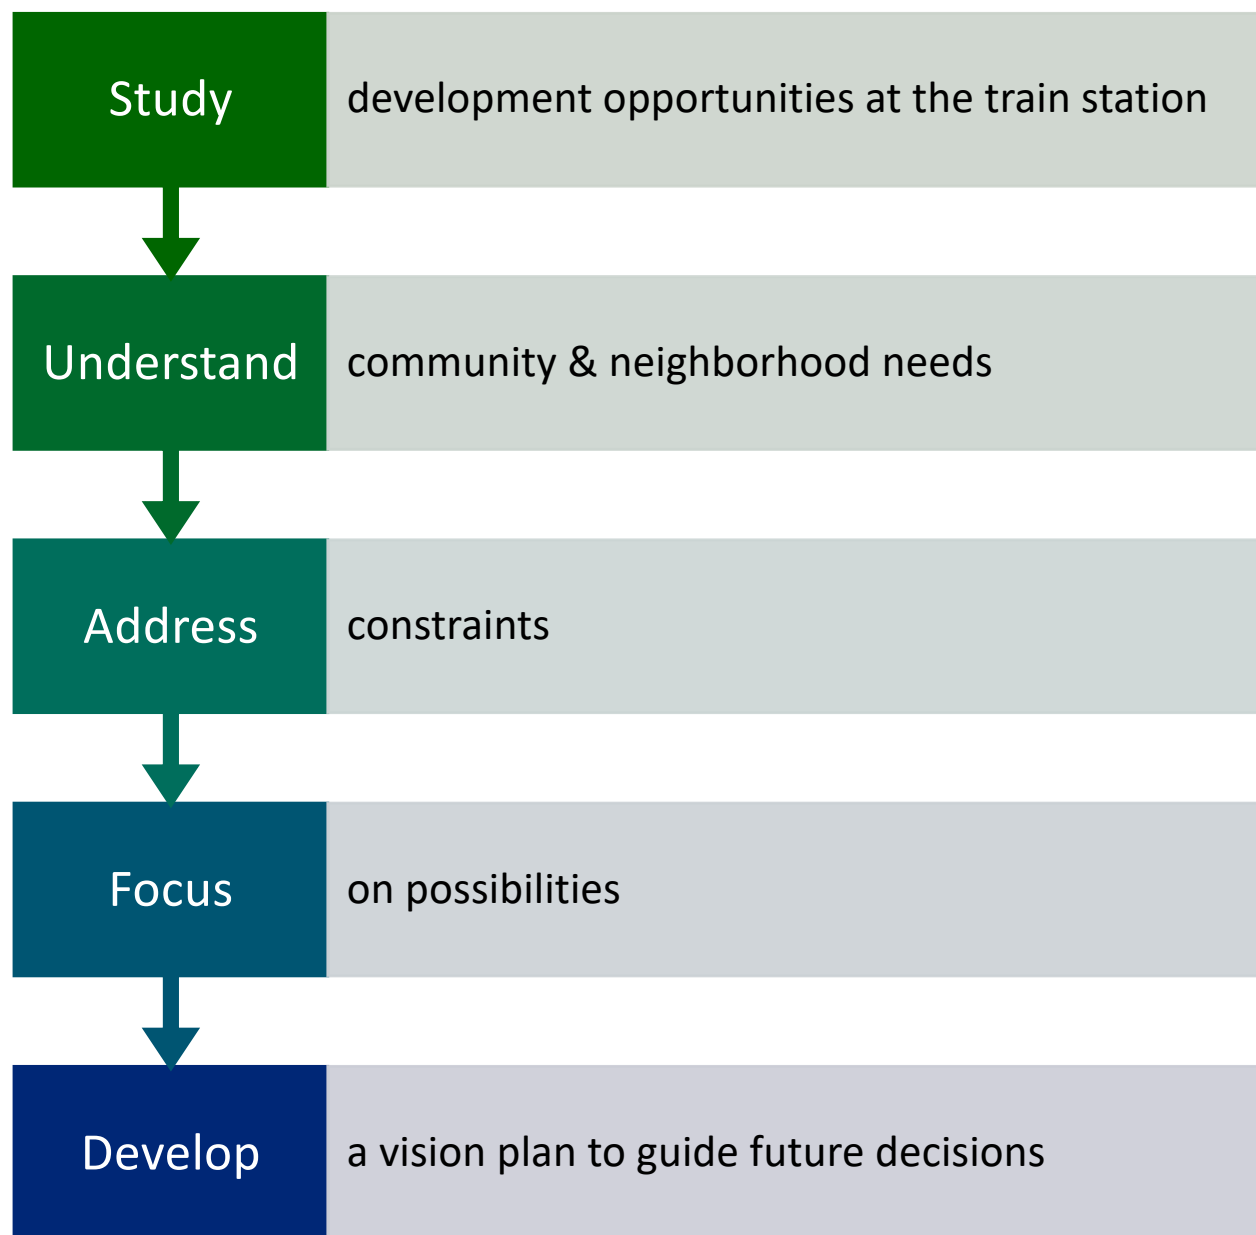 Study development opportunities at the train station
Understand community & neighborhood needs
Address constraints
Focus on possibilities
Develop a vision plan to guide future decisions